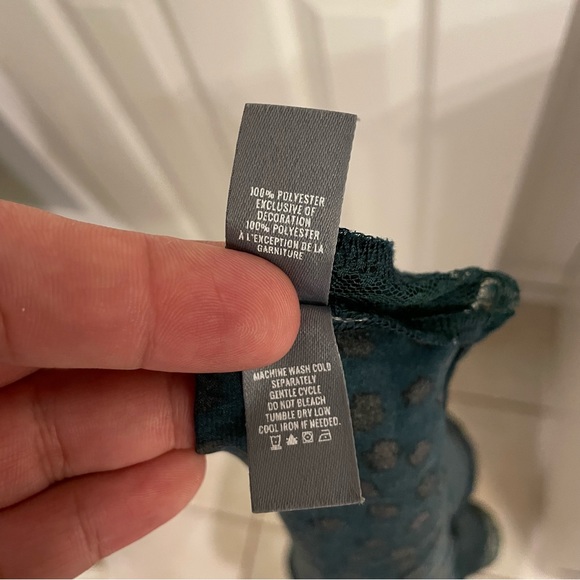 100% POLYESTER
EXCLUSIVE OF
DECORATION
100% POLYESTER
À L'EXCEPTION DE LA
GARNITURE
MACHINE WASH COLD
SEPARATELY
GENTLE CYCLE
DO NOT BLEACH
TUMBLE DRY LOW
COOL IRON IF NEEDED.